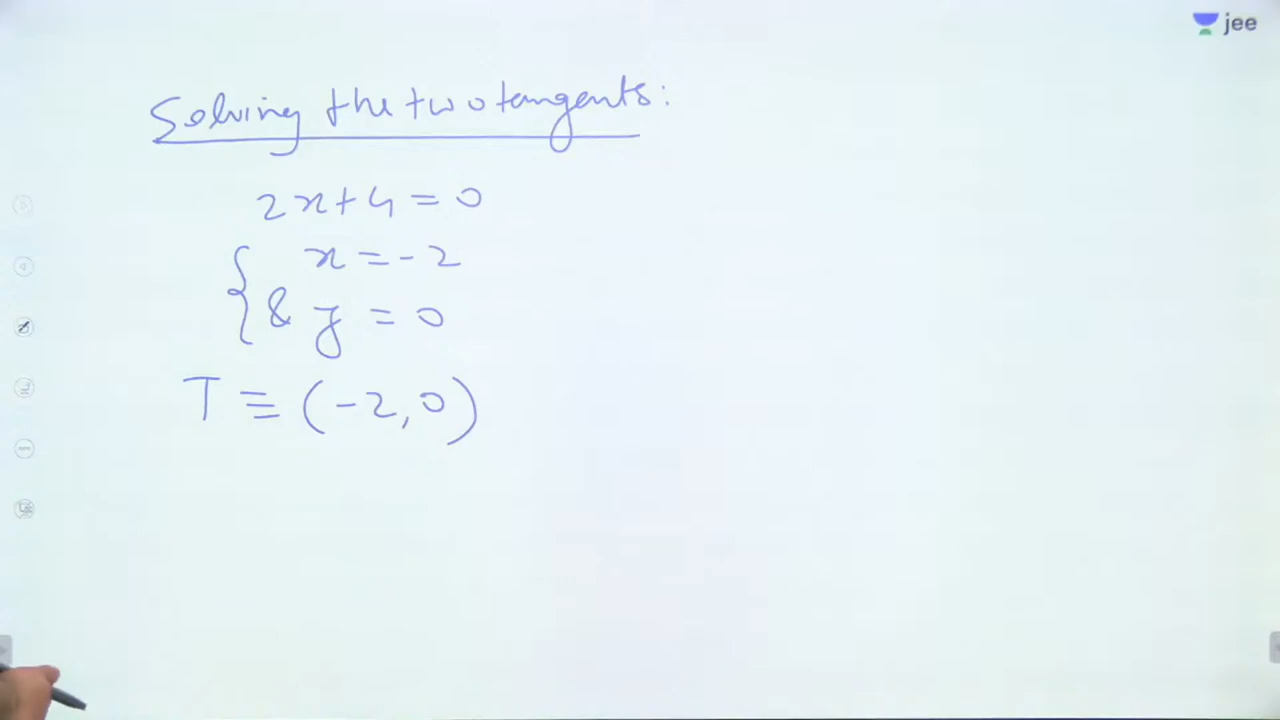 jee
Solving the two tangents:
2x+4=0
x=-2
& y=0
T≡(-2,0)